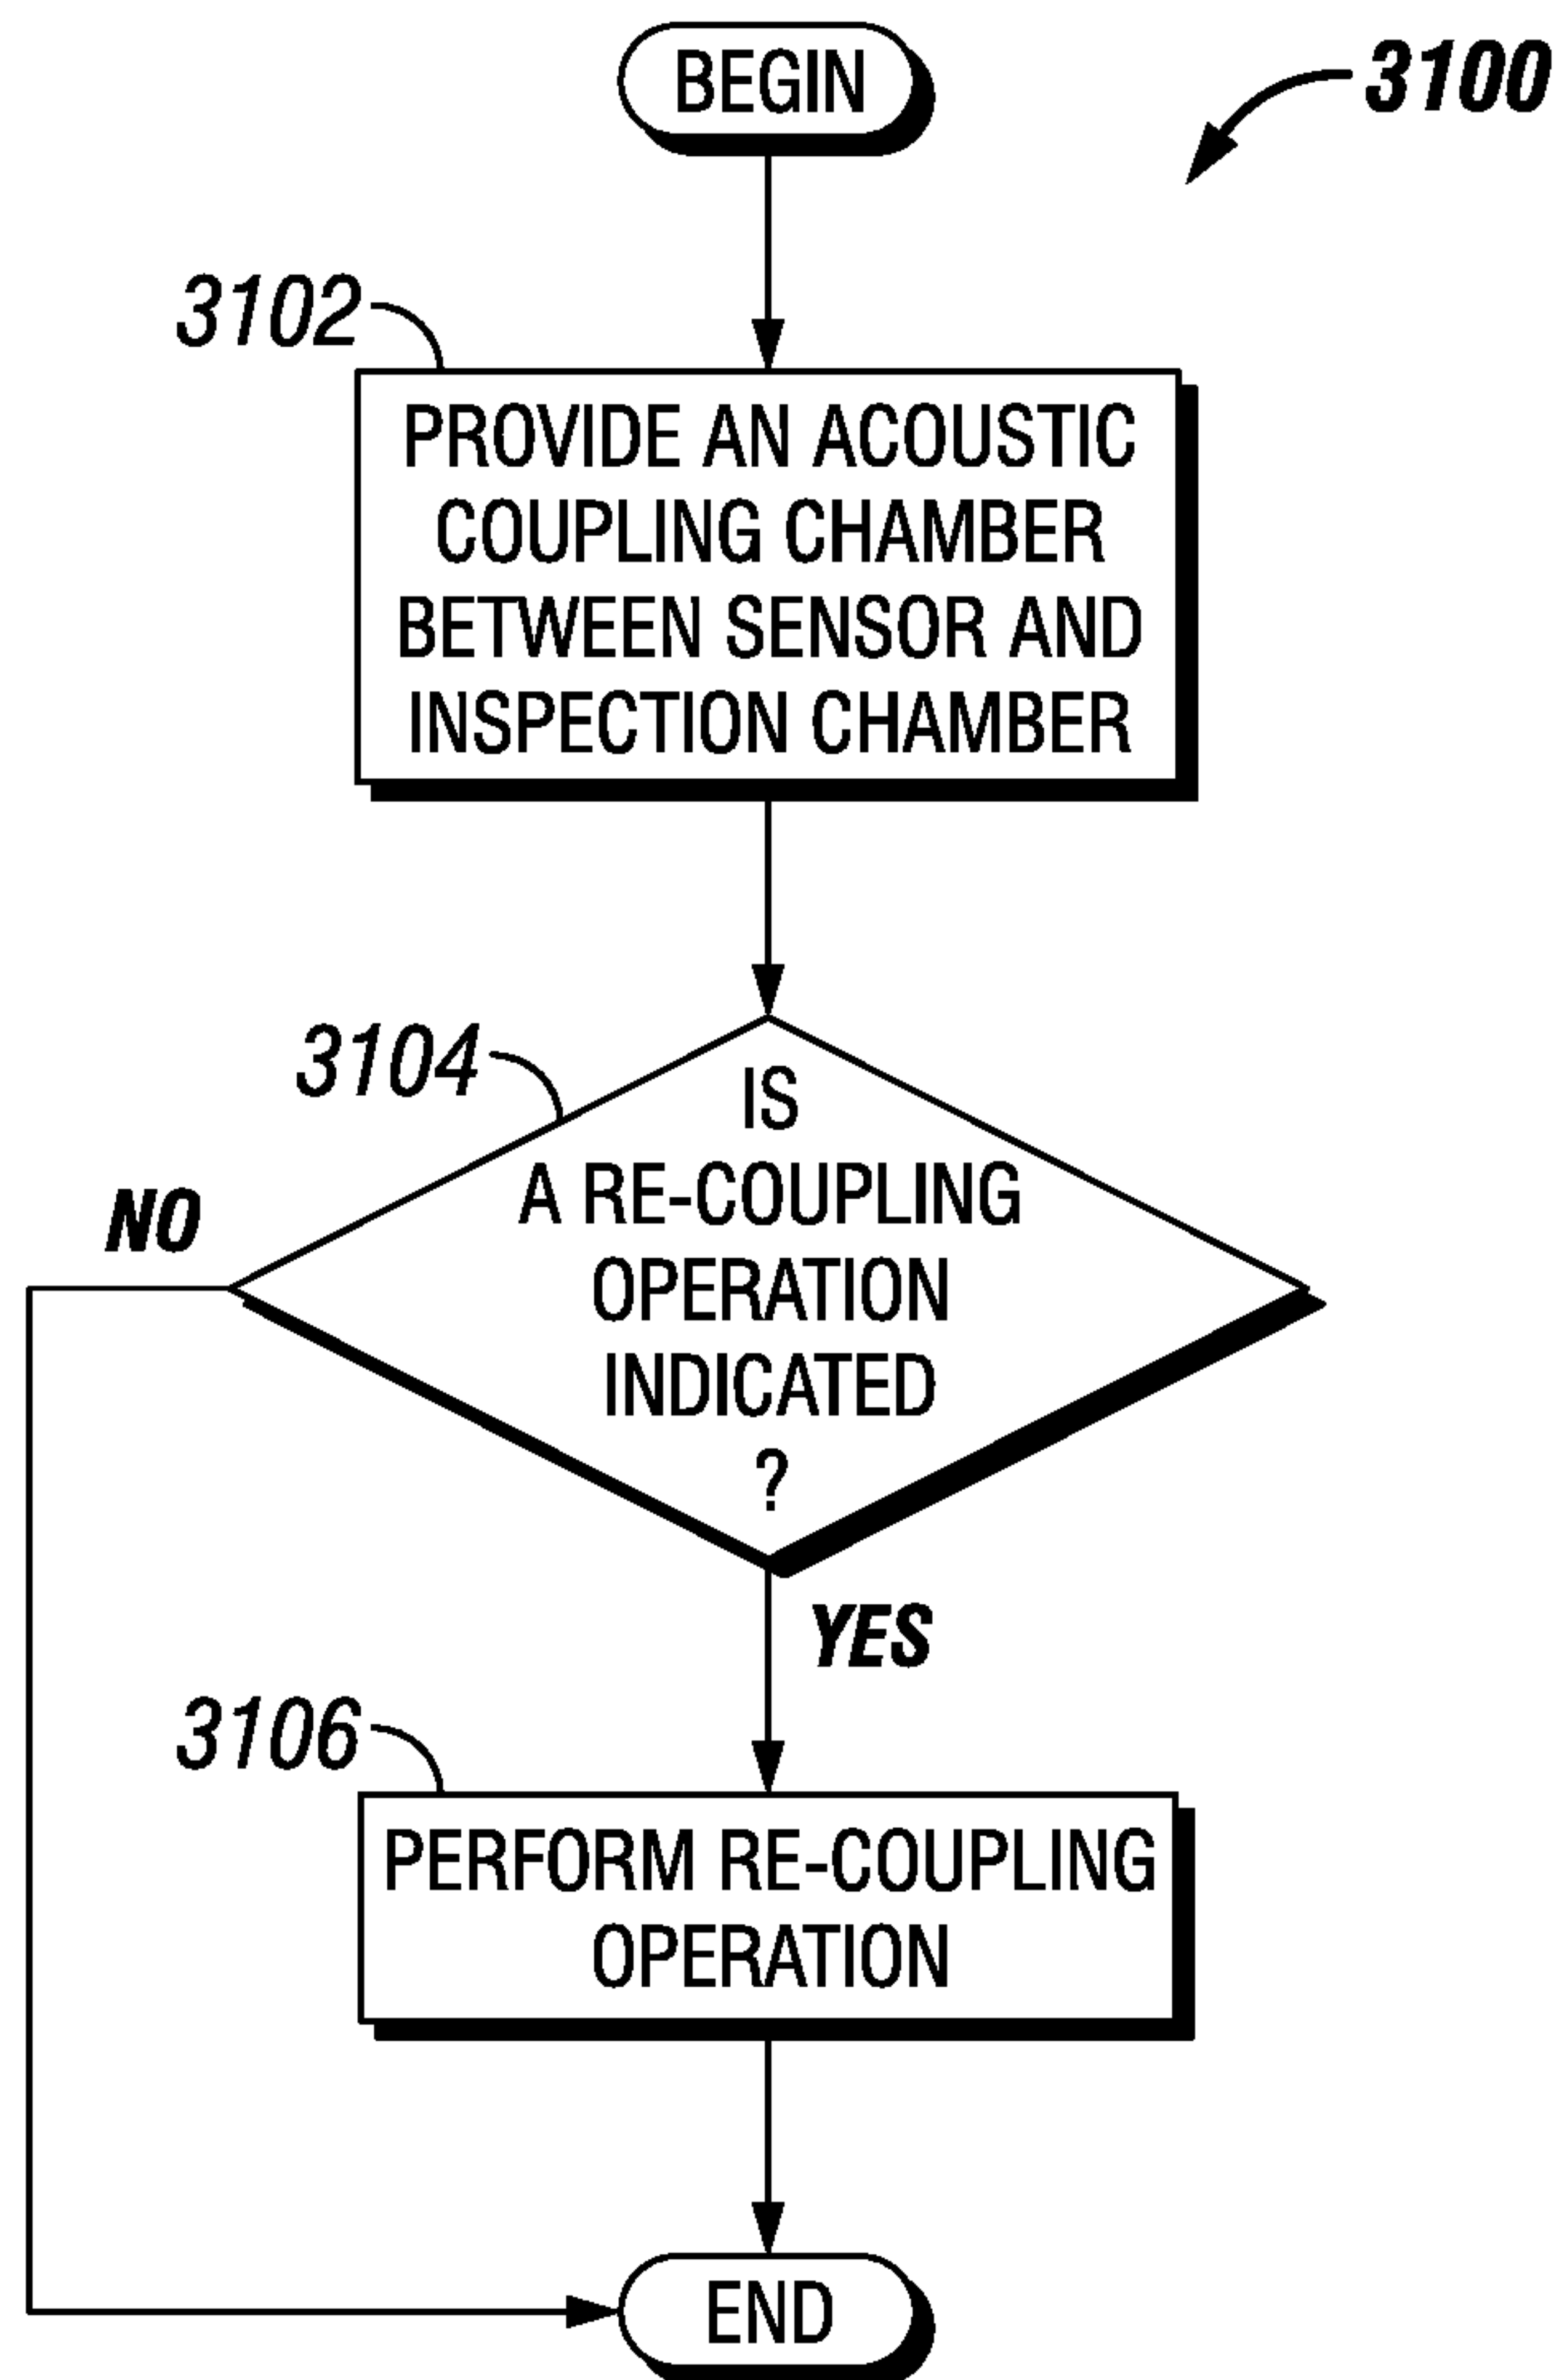 BEGIN
3100
3102
PROVIDE AN ACOUSTIC
COUPLING CHAMBER
BETWEEN SENSOR AND
INSPECTION CHAMBER
3104
IS
A RE-COUPLING
OPERATION
INDICATED
?
NO
YES
3106
PERFORM RE-COUPLING
OPERATION
END